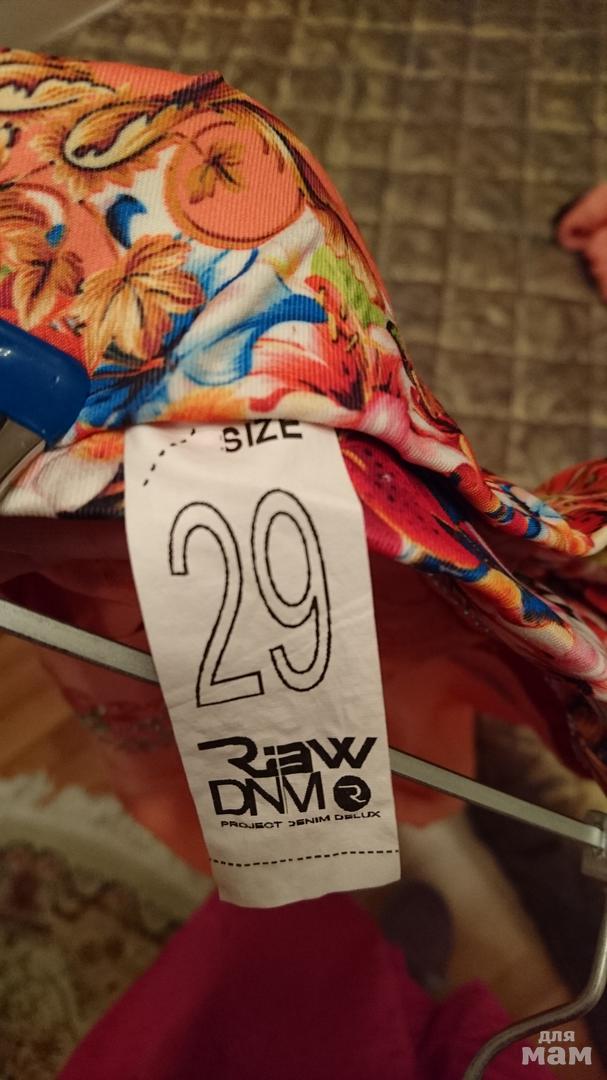 SIZE
29
RAW
DNM R
PROJECT DENIM DELUX
для
мам